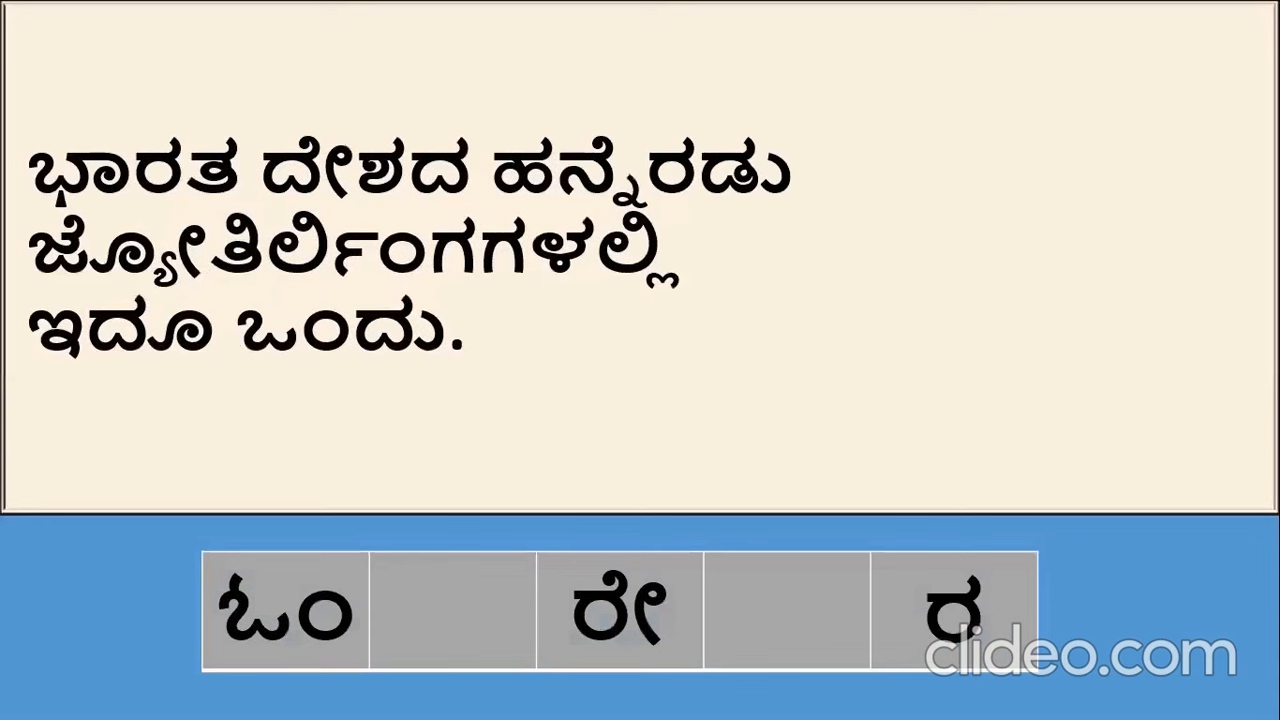 ಭಾರತ ದೇಶದ ಹನ್ನೆರಡು
ಜ್ಯೋತಿರ್ಲಿಂಗಗಳಲ್ಲಿ
ಇದೂ ಒಂದು.
ಓಂ ರೇ ರ
clideo.com